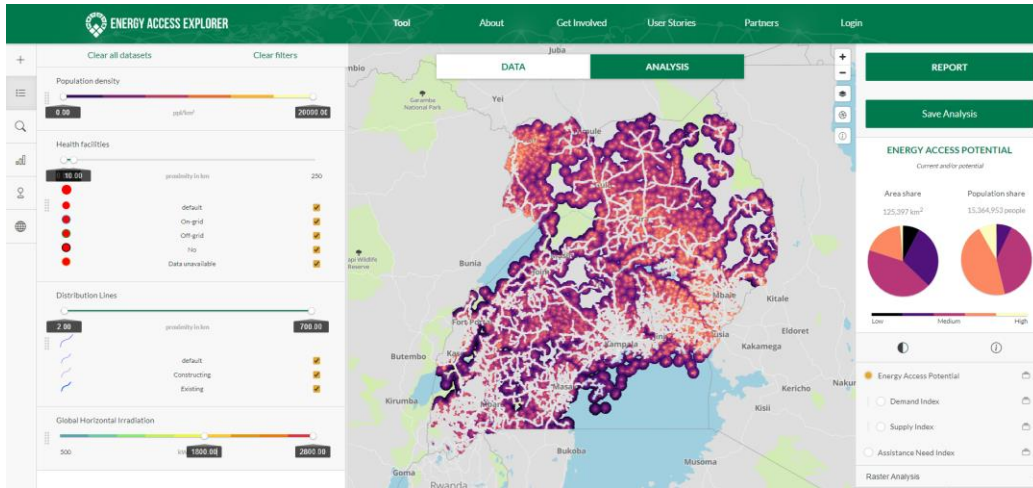 ENERGY ACCESS EXPLORER
Tool
About
Get Involved
User Stories
Partners
Login
Clear all datasets
Clear filters
Population density
0.00
ppl/km²
20000.00
Health facilities
10.00
proximity in km
250
default
On-grid
Off-grid
No
Data unavailable
Distribution Lines
2.00
proximity in km
700.00
default
Constructing
Existing
Global Horizontal Irradiation
500
1800.00
2800.00
DATA
ANALYSIS
Juba
Yei
Garamba
National Park
Bunia
Butembo
Kirumba
Goma
Rwanda
Bukoba
Musoma
Kisii
Kericho
Nakur
Kakamega
Eldoret
Kitale
Mbale
Kampala
Fort Po
Masa
REPORT
Save Analysis
ENERGY ACCESS POTENTIAL
Current and/or potential
Area share
125,397 km²
Population share
15,364,953 people
Low
Medium
High
Energy Access Potential
Demand Index
Supply Index
Assistance Need Index
Raster Analysis